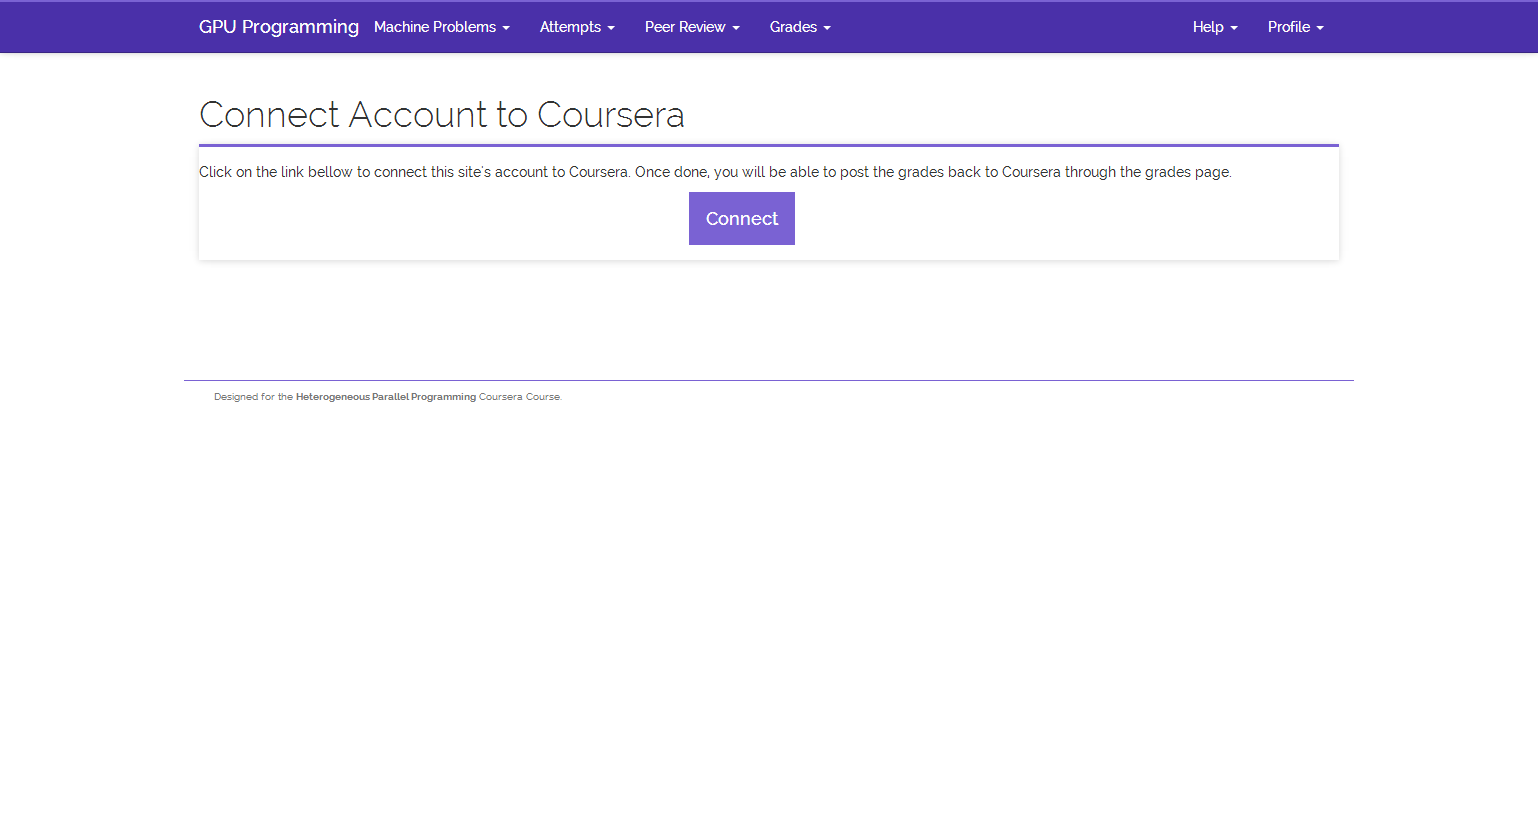 GPU Programming Machine Problems Attempts Peer Review Grades Help Profile
Connect Account to Coursera
Click on the link bellow to connect this site's account to Coursera. Once done, you will be able to post the grades back to Coursera through the grades page.
Connect
Designed for the Heterogeneous Parallel Programming Coursera Course.